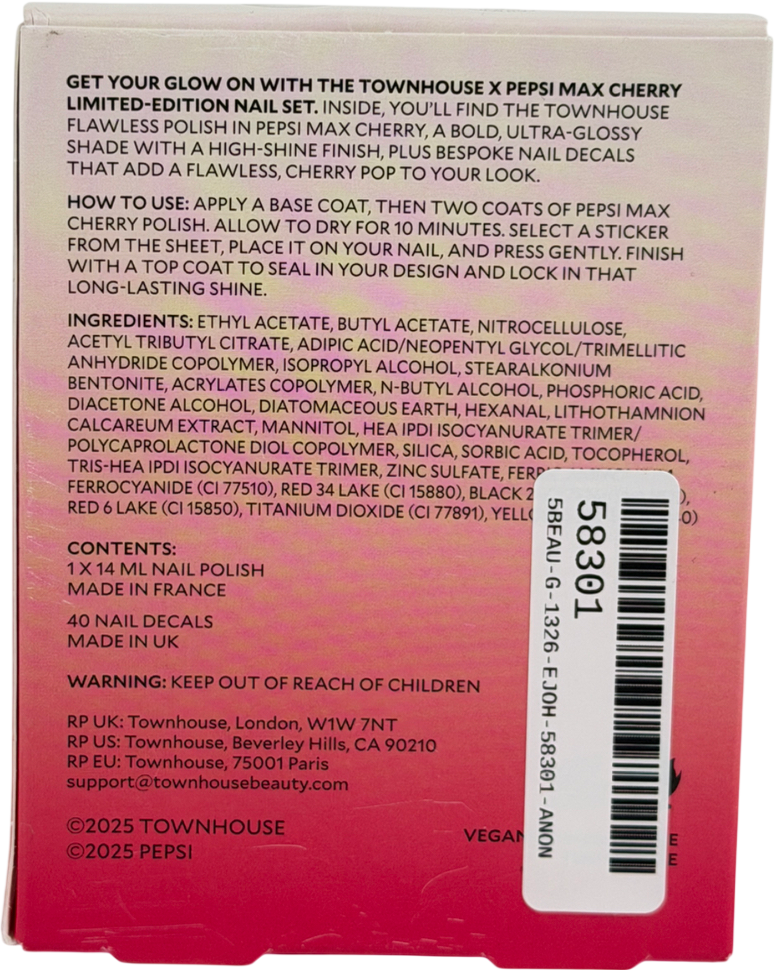 GET YOUR GLOW ON WITH THE TOWNHOUSE X PEPSI MAX CHERRY
LIMITED-EDITION NAIL SET. INSIDE, YOU'LL FIND THE TOWNHOUSE
FLAWLESS POLISH IN PEPSI MAX CHERRY, A BOLD, ULTRA-GLOSSY
SHADE WITH A HIGH-SHINE FINISH, PLUS BESPOKE NAIL DECALS
THAT ADD A FLAWLESS, CHERRY POP TO YOUR LOOK.
HOW TO USE: APPLY A BASE COAT, THEN TWO COATS OF PEPSI MAX
CHERRY POLISH. ALLOW TO DRY FOR 10 MINUTES. SELECT A STICKER
FROM THE SHEET, PLACE IT ON YOUR NAIL, AND PRESS GENTLY. FINISH
WITH A TOP COAT TO SEAL IN YOUR DESIGN AND LOCK IN THAT
LONG-LASTING SHINE.
INGREDIENTS: ETHYL ACETATE, BUTYL ACETATE, NITROCELLULOSE,
ACETYL TRIBUTYL CITRATE, ADIPIC ACID/NEOPENTYL GLYCOL/TRIMELLITIC
ANHYDRIDE COPOLYMER, ISOPROPYL ALCOHOL, STEARALKONIUM
BENTONITE, ACRYLATES COPOLYMER, N-BUTYL ALCOHOL, PHOSPHORIC ACID,
DIACETONE ALCOHOL, DIATOMACEOUS EARTH, HEXANAL, LITHOTHAMNION
CALCAREUM EXTRACT, MANNITOL, HEA IPDI ISOCYANURATE TRIMER/
POLYCAPROLACTONE DIOL COPOLYMER, SILICA, SORBIC ACID, TOCOPHEROL,
TRIS-HEA IPDI ISOCYANURATE TRIMER, ZINC SULFATE,
FERROCYANIDE (CI 77510), RED 34 LAKE (CI 15880), BLACK
RED 6 LAKE (CI 15850), TITANIUM DIOXIDE (CI 77891),
CONTENTS:
1 X 14 ML NAIL POLISH
MADE IN FRANCE
40 NAIL DECALS
MADE IN UK
WARNING: KEEP OUT OF REACH OF CHILDREN
RP UK: Townhouse, London, W1W 7NT
RP US: Townhouse, Beverley Hills, CA 90210
RP EU: Townhouse, 75001 Paris
support@townhousebeauty.com
©2025 TOWNHOUSE
©2025 PEPSI
VEGAN
58301
5BEAU-G-1326-EJOH-58301-ANON